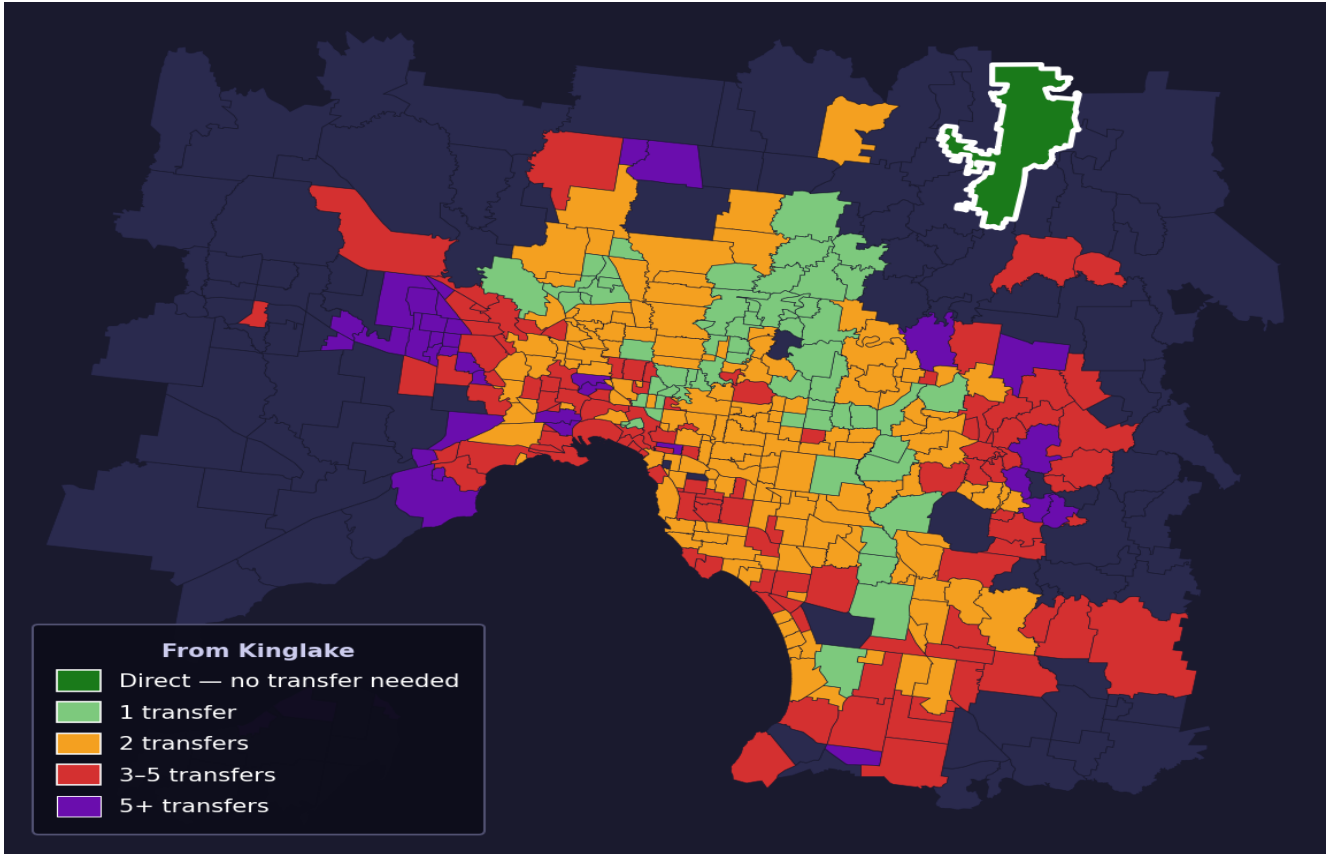 From Kinglake
Direct — no transfer needed
1 transfer
2 transfers
3–5 transfers
5+ transfers